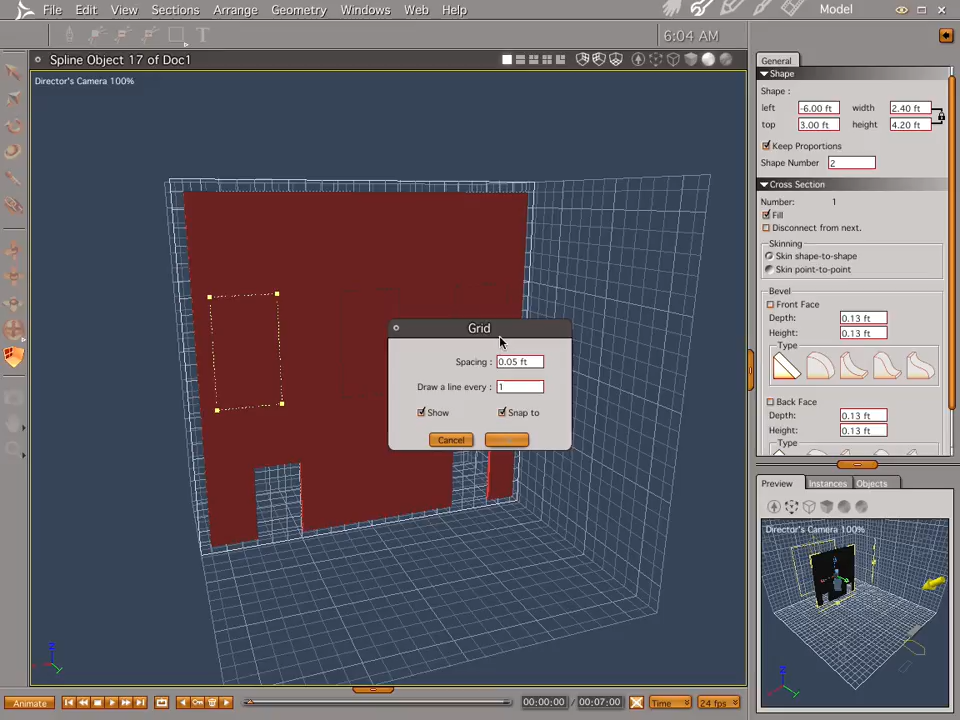 File Edit View Sections Arrange Geometry Windows Web Help Model
T 6:04 AM
Spline Object 17 of Doc1
Director's Camera 100%
General
Shape
Shape :
left -6.00 ft width 2.40 ft
top 3.00 ft height 4.20 ft
Keep Proportions
Shape Number 2
Cross Section
Number: 1
Fill
Disconnect from next.
Skinning
Skin shape-to-shape
Skin point-to-point
Bevel
Front Face
Depth: 0.13 ft
Height: 0.13 ft
Type
Back Face
Depth: 0.13 ft
Height: 0.13 ft
Type
Grid
Spacing : 0.05 ft
Draw a line every : 1
Show Snap to
Cancel
Preview Instances Objects
Director's Camera 100%
Z
Z
Animate 00:00:00 / 00:07:00 Time 24 fps